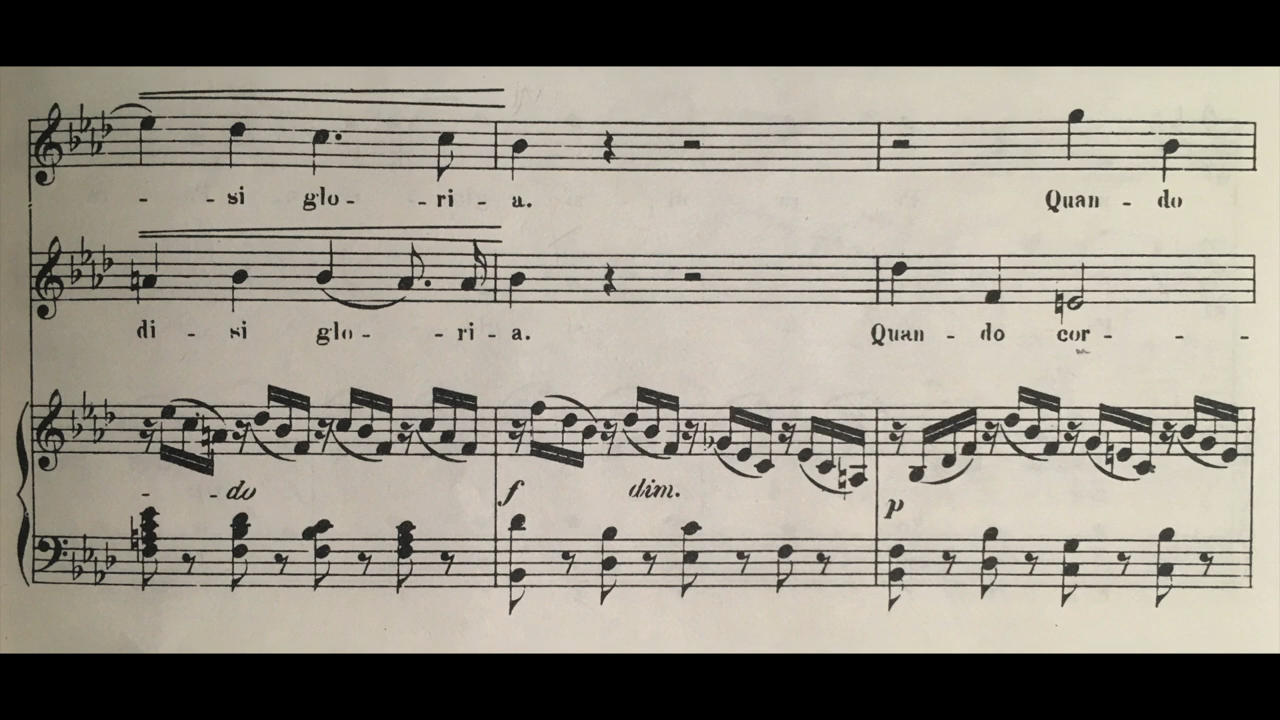 - - si glo - ri - a. Quan - do
di - si glo - - ri - a. Quan - do cor - - - -
- - do f dim. p